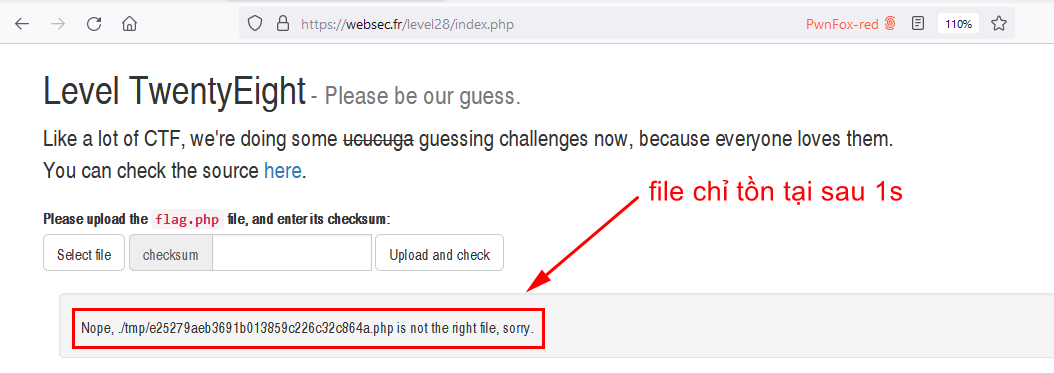 https://websec.fr/level28/index.php
PwnFox-red
110%
Level TwentyEight - Please be our guess.
Like a lot of CTF, we're doing some ucucuga guessing challenges now, because everyone loves them.
You can check the source here.
file chỉ tồn tại sau 1s
Please upload the flag.php file, and enter its checksum:
Select file
checksum
Upload and check
Nope, ./tmp/e25279aeb3691b013859c226c32c864a.php is not the right file, sorry.